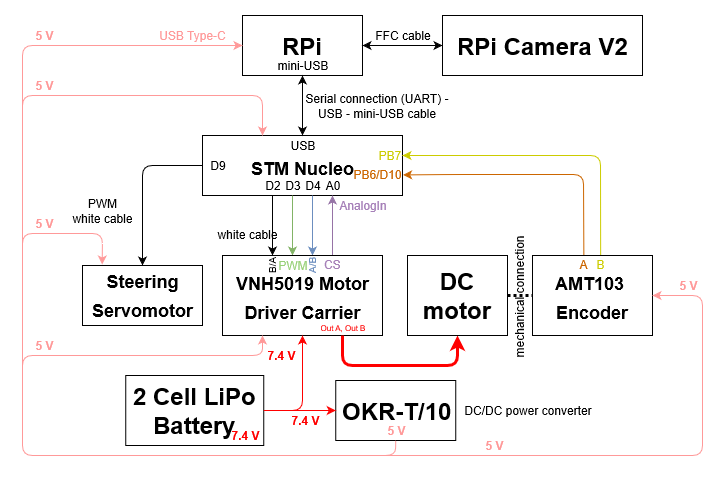 5 V
USB Type-C
RPi
mini-USB
FFC cable
RPi Camera V2
5 V
Serial connection (UART) -
USB - mini-USB cable
USB
D9
STM Nucleo
D2 D3 D4 A0
PB7
PB6/D10
PWM
white cable
AnalogIn
5 V
white cable
B/A
PWM
A/B
CS
A B
Steering
Servomotor
VNH5019 Motor
Driver Carrier
Out A, Out B
DC
motor
mechanical connection
AMT103
Encoder
5 V
5 V
7.4 V
2 Cell LiPo
Battery
7.4 V
7.4 V
OKR-T/10
5 V
DC/DC power converter
5 V